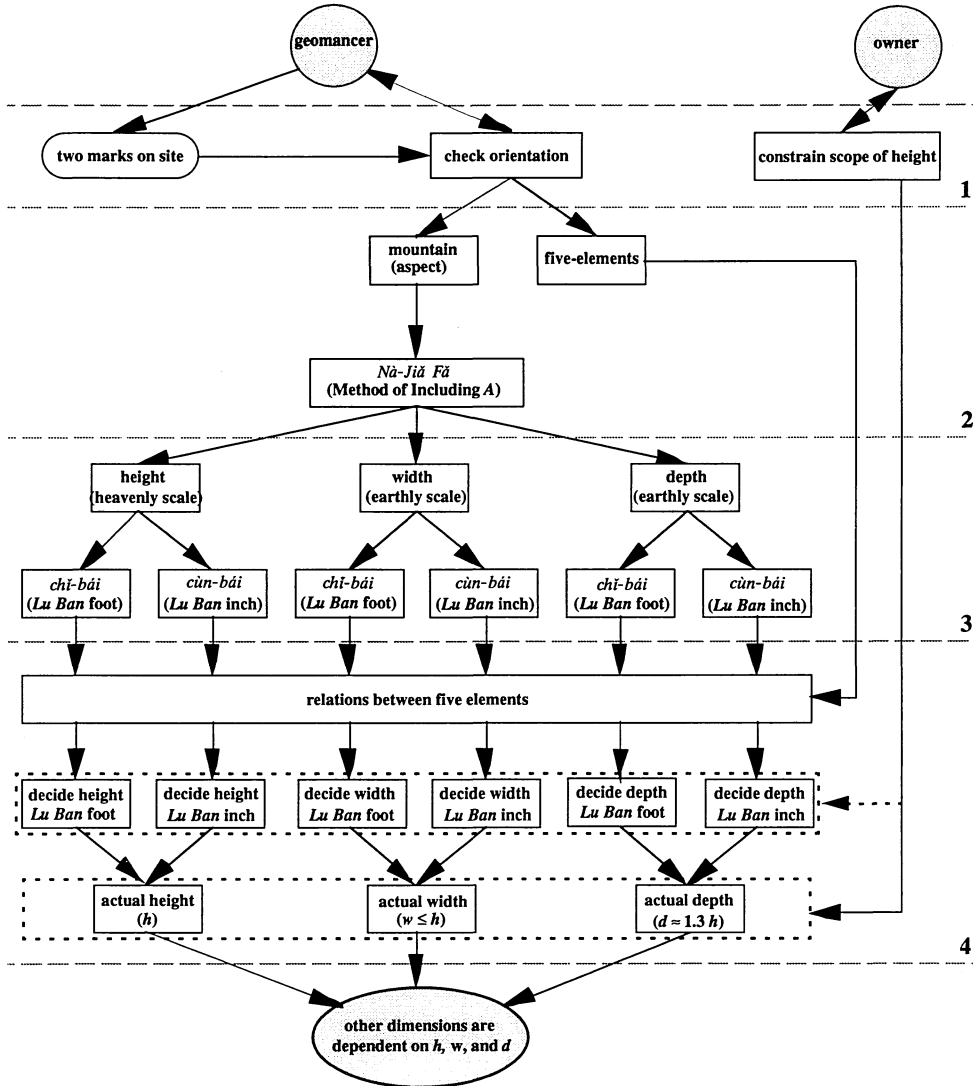 geomancer
owner
two marks on site
check orientation
constrain scope of height
1
mountain
(aspect)
five-elements
Nà-Jiǎ Fǎ
(Method of Including A)
2
height
(heavenly scale)
width
(earthly scale)
depth
(earthly scale)
chǐ-bái
(Lu Ban foot)
cùn-bái
(Lu Ban inch)
chǐ-bái
(Lu Ban foot)
cùn-bái
(Lu Ban inch)
chǐ-bái
(Lu Ban foot)
cùn-bái
(Lu Ban inch)
3
relations between five elements
decide height
Lu Ban foot
decide height
Lu Ban inch
decide width
Lu Ban foot
decide width
Lu Ban inch
decide depth
Lu Ban foot
decide depth
Lu Ban inch
actual height
(h)
actual width
(w ≤ h)
actual depth
(d ≈ 1.3 h)
4
other dimensions are
dependent on h, w, and d